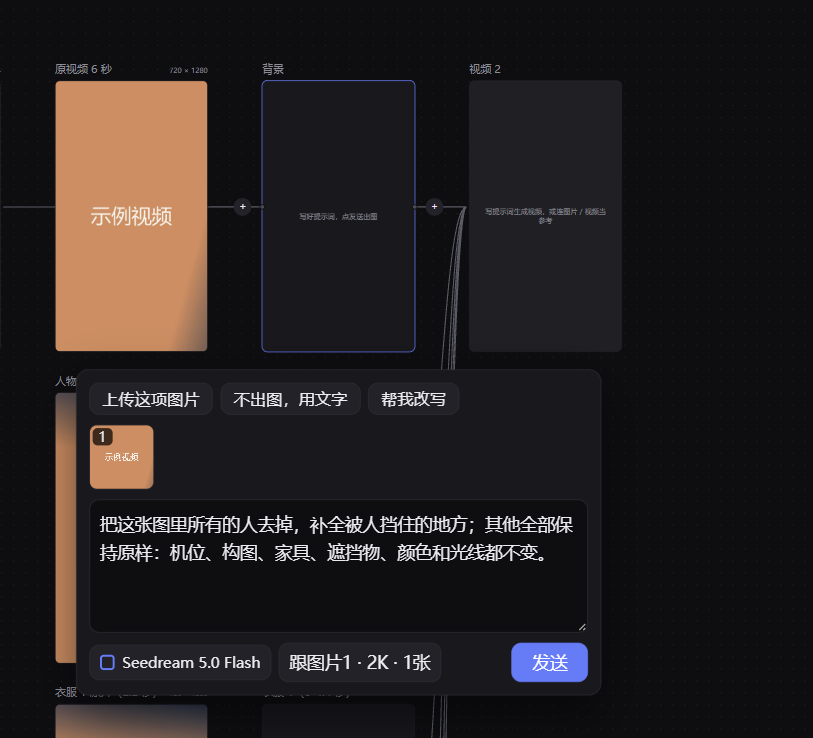 原视频 6 秒
720 × 1280
背景
视频 2
示例视频
+
+
写好提示词，点发送出图
写提示词生成视频，或连图片 / 视频当
参考
人物
上传这项图片
不出图，用文字
帮我改写
1
示例视频
把这张图里所有的人去掉，补全被人挡住的地方；其他全部保
持原样：机位、构图、家具、遮挡物、颜色和光线都不变。
Seedream 5.0 Flash
跟图片1 · 2K · 1张
发送
衣服